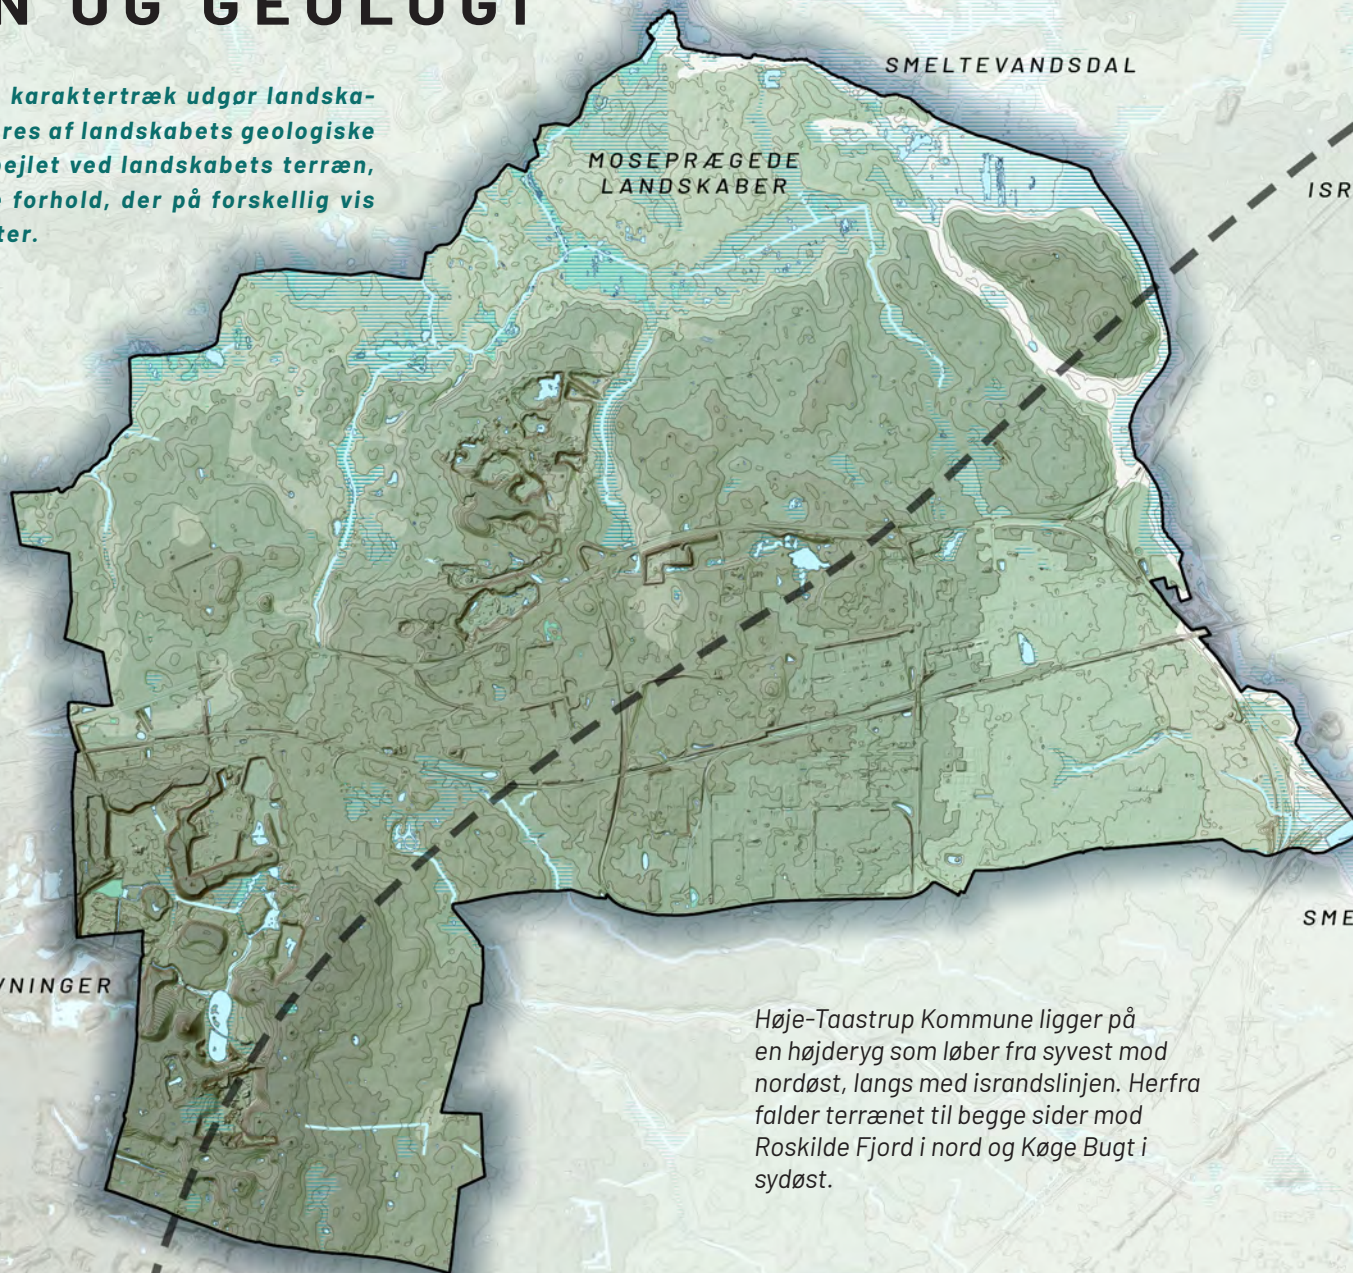 N OG GEOLOGI
karaktertræk udgør landska-
res af landskabets geologiske
pejlet ved landskabets terræn,
e forhold, der på forskellig vis
ter.
SMELTEVANDSDAL
MOSEPRÆGEDE
LANDSKABER
ISR
SME
VNINGER
Høje-Taastrup Kommune ligger på
en højderyg som løber fra syvest mod
nordøst, langs med israndslinjen. Herfra
falder terrænet til begge sider mod
Roskilde Fjord i nord og Køge Bugt i
sydøst.